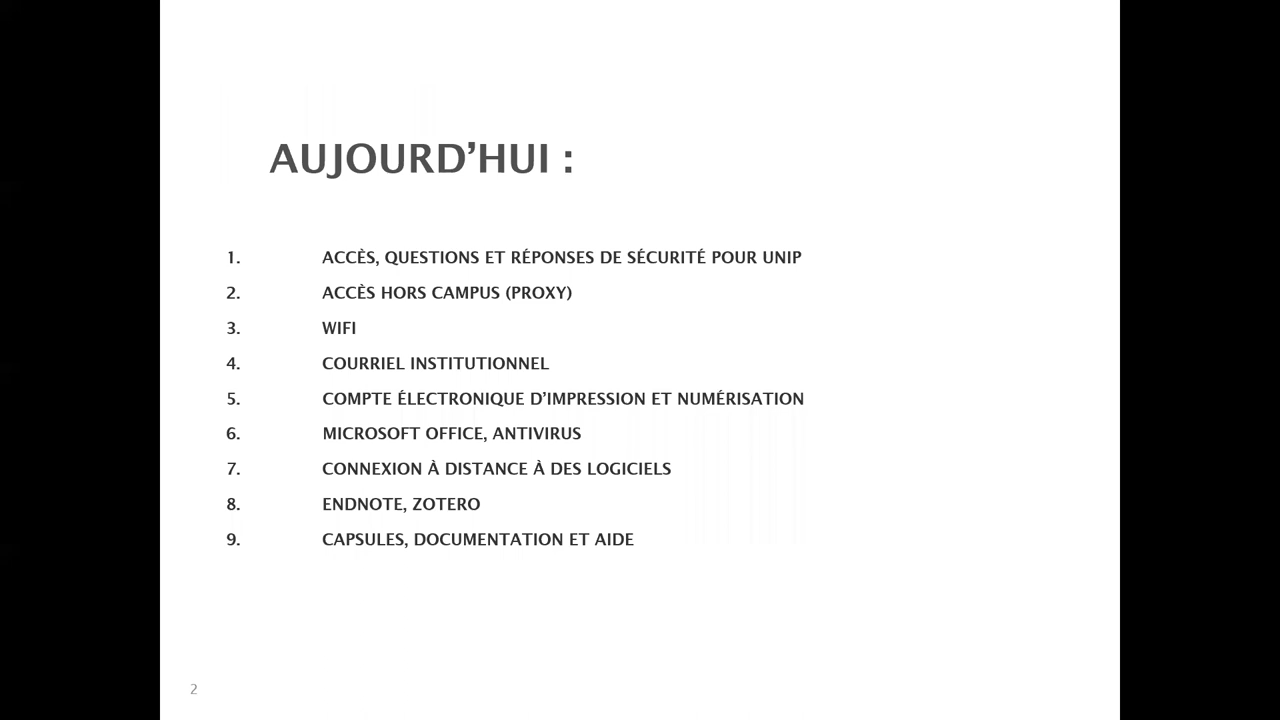 AUJOURD’HUI :
1. ACCÈS, QUESTIONS ET RÉPONSES DE SÉCURITÉ POUR UNIP
2. ACCÈS HORS CAMPUS (PROXY)
3. WIFI
4. COURRIEL INSTITUTIONNEL
5. COMPTE ÉLECTRONIQUE D’IMPRESSION ET NUMÉRISATION
6. MICROSOFT OFFICE, ANTIVIRUS
7. CONNEXION À DISTANCE À DES LOGICIELS
8. ENDNOTE, ZOTERO
9. CAPSULES, DOCUMENTATION ET AIDE
2